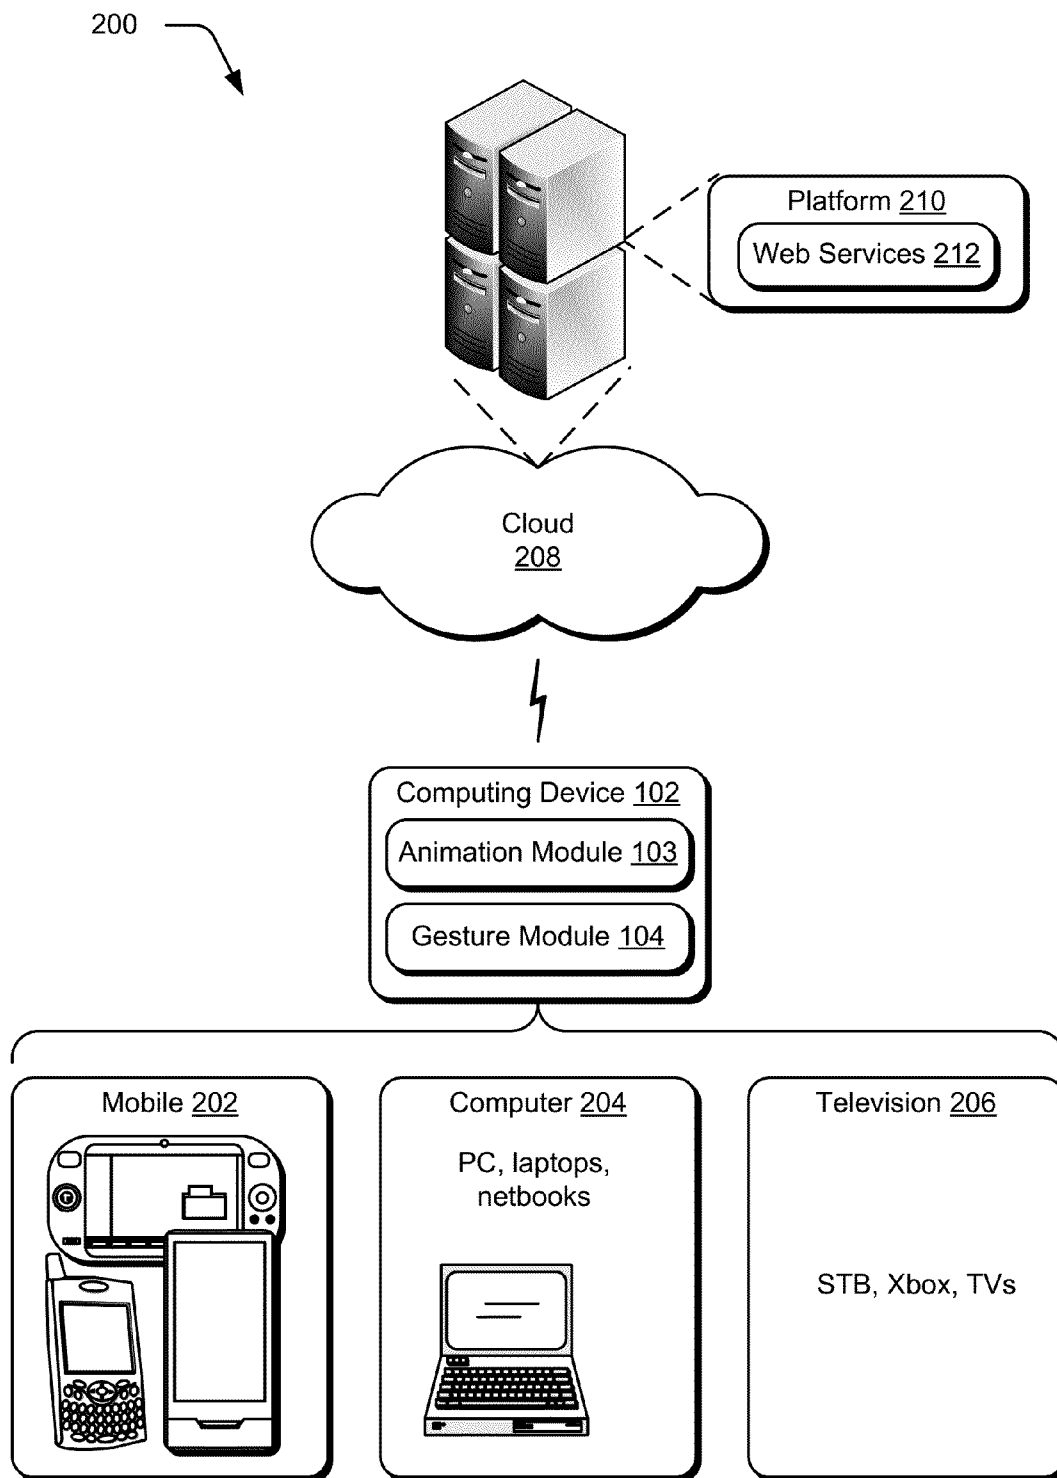 200
Platform 210
Web Services 212
Cloud
208
Computing Device 102
Animation Module 103
Gesture Module 104
Mobile 202
Computer 204
PC, laptops,
netbooks
Television 206
STB, Xbox, TVs